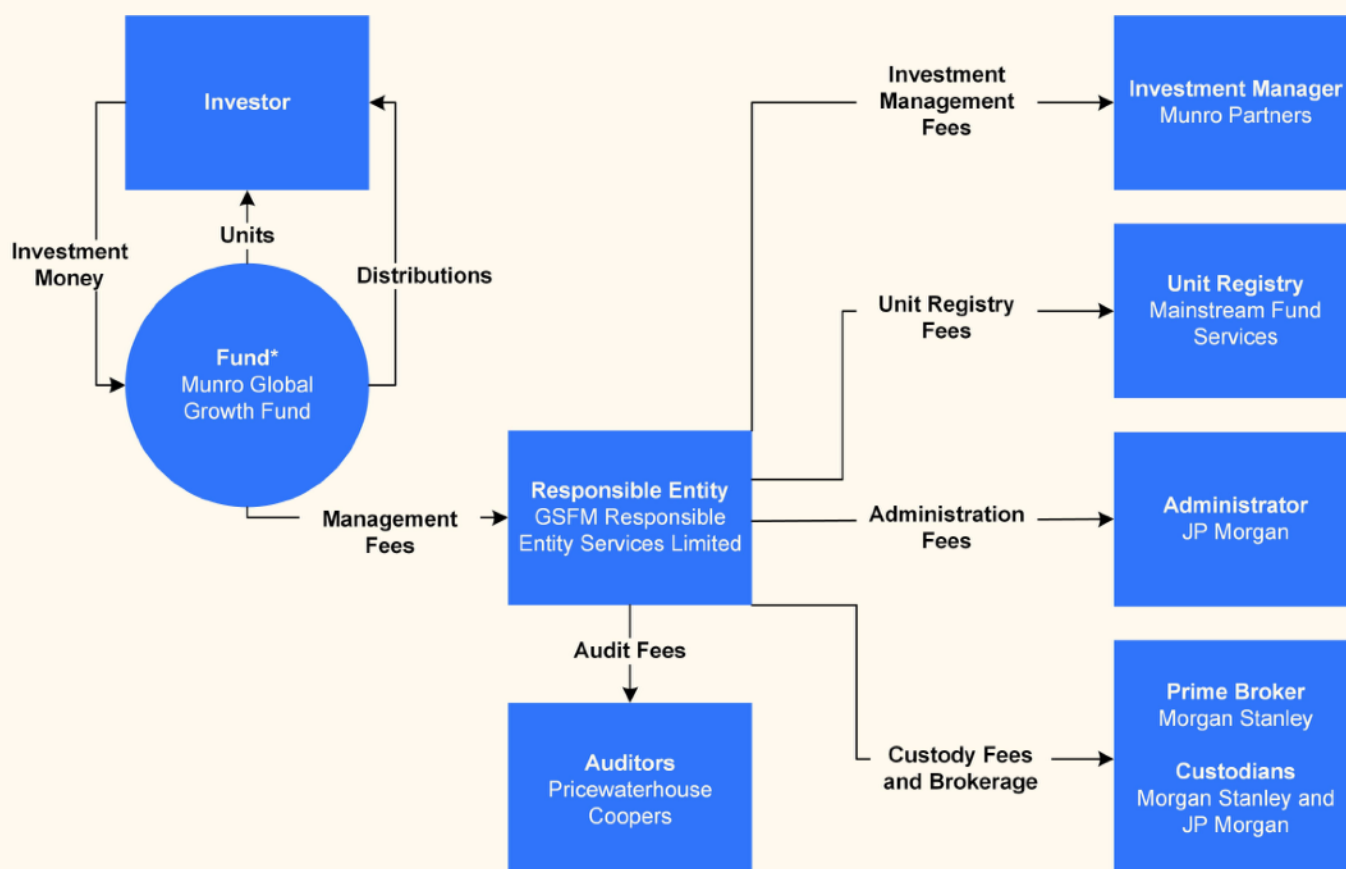 Investor
Investment
Management
Fees
Investment Manager
Munro Partners
Units
Investment
Money
Distributions
Fund*
Munro Global
Growth Fund
Unit Registry
Fees
Unit Registry
Mainstream Fund
Services
Management
Fees
Responsible Entity
GSFM Responsible
Entity Services Limited
Administration
Fees
Administrator
JP Morgan
Audit Fees
Auditors
Pricewaterhouse
Coopers
Custody Fees
and Brokerage
Prime Broker
Morgan Stanley
Custodians
Morgan Stanley and
JP Morgan